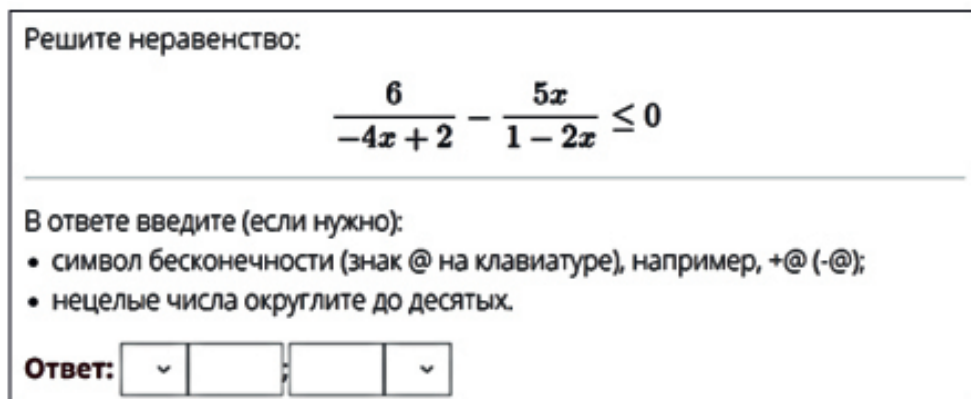 Решите неравенство:
6/(-4x + 2) - 5x/(1 - 2x) ≤ 0
В ответе введите (если нужно):
• символ бесконечности (знак @ на клавиатуре), например, +@ (-@);
• нецелые числа округлите до десятых.
Ответ: ;